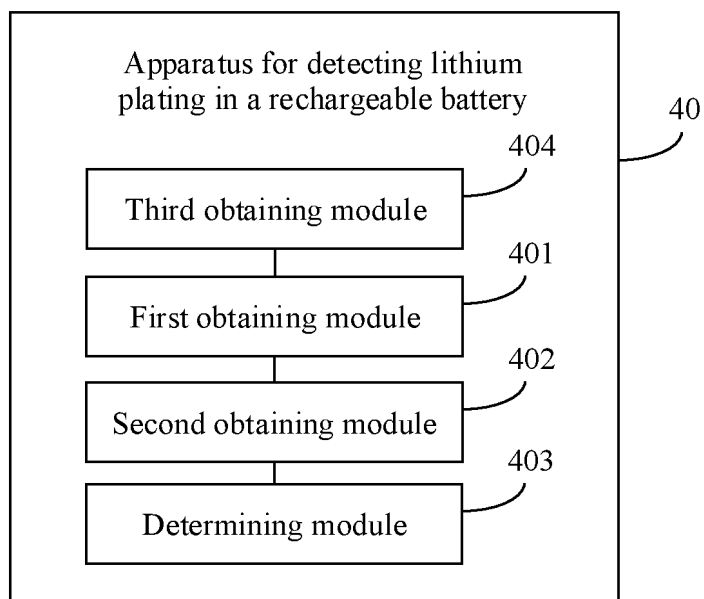 Apparatus for detecting lithium
plating in a rechargeable battery
40
404
Third obtaining module
401
First obtaining module
402
Second obtaining module
403
Determining module